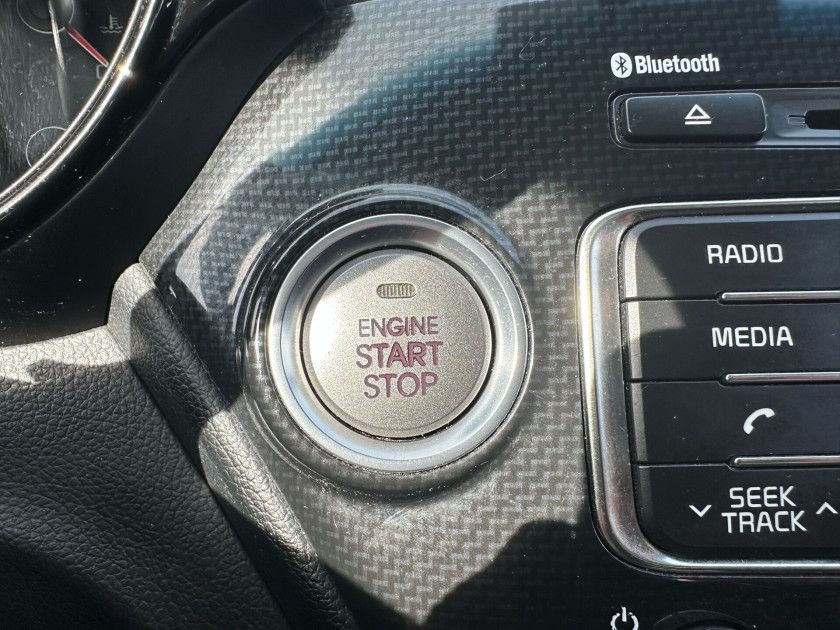 Bluetooth
ENGINE
START
STOP
RADIO
MEDIA
SEEK
TRACK